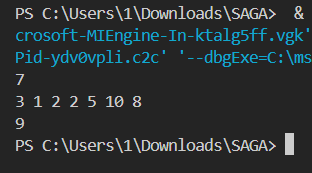 PS C:\Users\1\Downloads\SAGA>  &
crosoft-MIEngine-In-ktalg5ff.vgk'
Pid-ydv0vpli.c2c' '--dbgExe=C:\ms
7
3 1 2 2 5 10 8
9
PS C:\Users\1\Downloads\SAGA>